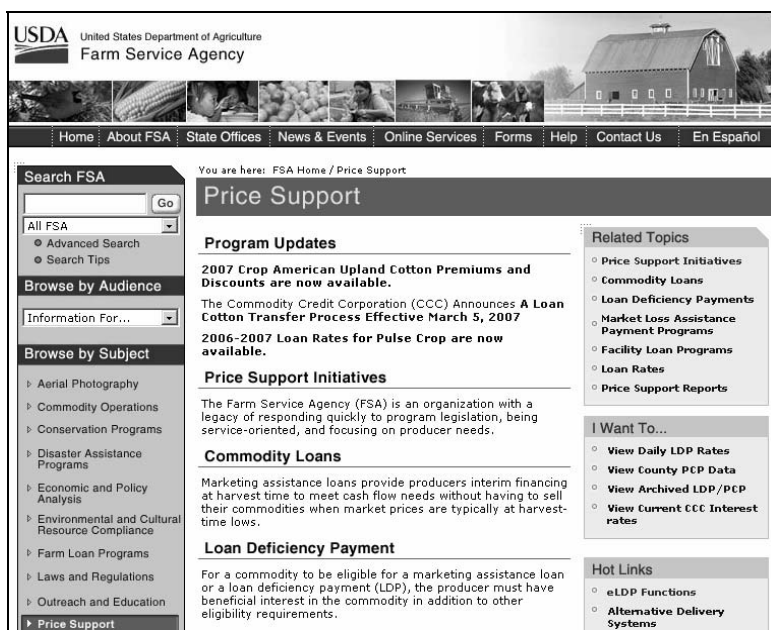 USDA
United States Department of Agriculture
Farm Service Agency
Home About FSA State Offices News & Events Online Services Forms Help Contact Us En Español
Search FSA
Go
All FSA
Advanced Search
Search Tips
Browse by Audience
Information For...
Browse by Subject
Aerial Photography
Commodity Operations
Conservation Programs
Disaster Assistance
Programs
Economic and Policy
Analysis
Environmental and Cultural
Resource Compliance
Farm Loan Programs
Laws and Regulations
Outreach and Education
Price Support
You are here: FSA Home / Price Support
Price Support
Program Updates
2007 Crop American Upland Cotton Premiums and
Discounts are now available.
The Commodity Credit Corporation (CCC) Announces A Loan
Cotton Transfer Process Effective March 5, 2007
2006-2007 Loan Rates for Pulse Crop are now
available.
Price Support Initiatives
The Farm Service Agency (FSA) is an organization with a
legacy of responding quickly to program legislation, being
service-oriented, and focusing on producer needs.
Commodity Loans
Marketing assistance loans provide producers interim financing
at harvest time to meet cash flow needs without having to sell
their commodities when market prices are typically at harvest-
time lows.
Loan Deficiency Payment
For a commodity to be eligible for a marketing assistance loan
or a loan deficiency payment (LDP), the producer must have
beneficial interest in the commodity in addition to other
eligibility requirements.
Related Topics
Price Support Initiatives
Commodity Loans
Loan Deficiency Payments
Market Loss Assistance
Payment Programs
Facility Loan Programs
Loan Rates
Price Support Reports
I Want To...
View Daily LDP Rates
View County PCP Data
View Archived LDP/PCP
View Current CCC Interest
rates
Hot Links
eLDP Functions
Alternative Delivery
Systems